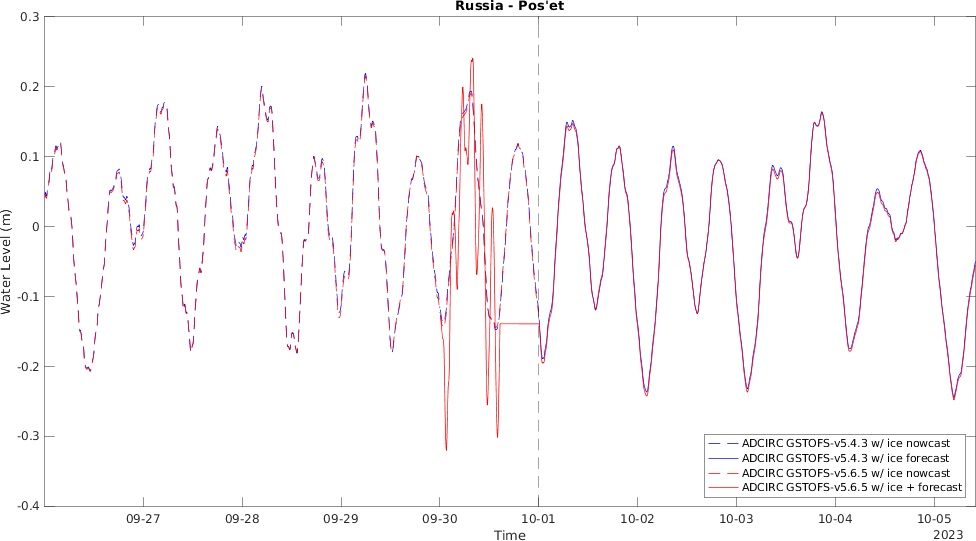 Russia - Pos'et
0.3
0.2
0.1
0
-0.1
-0.2
-0.3
-0.4
Water Level (m)
ADCIRC GSTOFS-v5.4.3 w/ ice nowcast
ADCIRC GSTOFS-v5.4.3 w/ ice forecast
ADCIRC GSTOFS-v5.6.5 w/ ice nowcast
ADCIRC GSTOFS-v5.6.5 w/ ice + forecast
09-27
09-28
09-29
09-30
10-01
10-02
10-03
10-04
10-05
Time
2023